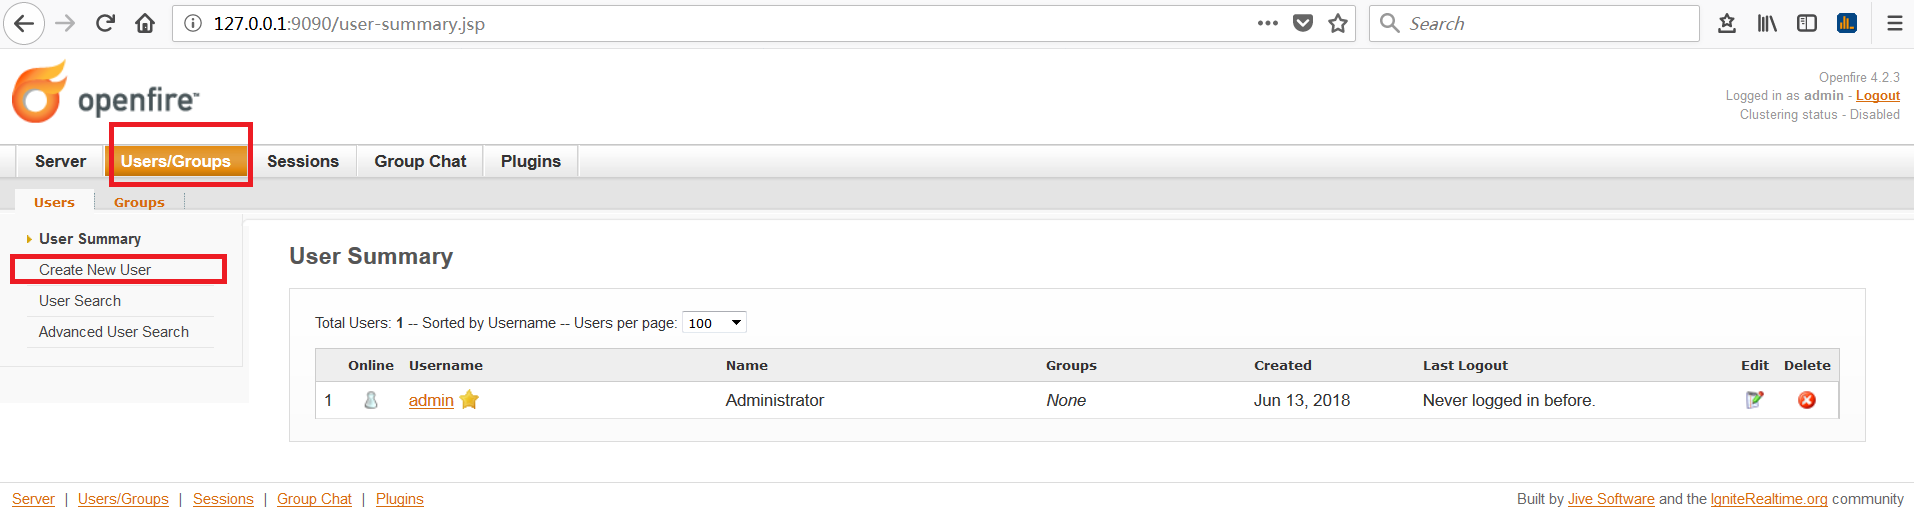 127.0.0.1:9090/user-summary.jsp
Search
openfire™
Openfire 4.2.3
Logged in as admin - Logout
Clustering status - Disabled
Server Users/Groups Sessions Group Chat Plugins
Users Groups
User Summary
Create New User
User Search
Advanced User Search
User Summary
Total Users: 1 -- Sorted by Username -- Users per page: 100
Online Username Name Groups Created Last Logout Edit Delete
1 admin Administrator None Jun 13, 2018 Never logged in before.
Server | Users/Groups | Sessions | Group Chat | Plugins
Built by Jive Software and the IgniteRealtime.org community